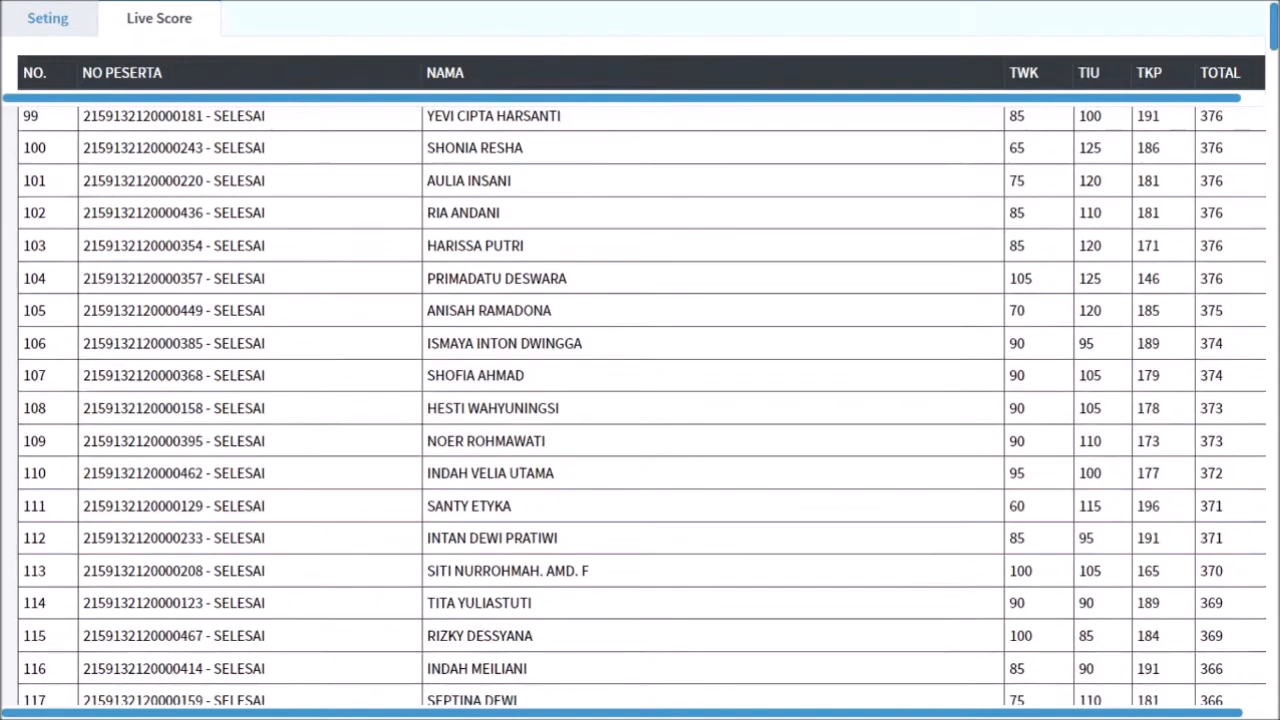 Seting Live Score
NO. NO PESERTA NAMA TWK TIU TKP TOTAL
99 2159132120000181 - SELESAI YEVI CIPTA HARSANTI 85 100 191 376
100 2159132120000243 - SELESAI SHONIA RESHA 65 125 186 376
101 2159132120000220 - SELESAI AULIA INSANI 75 120 181 376
102 2159132120000436 - SELESAI RIA ANDANI 85 110 181 376
103 2159132120000354 - SELESAI HARISSA PUTRI 85 120 171 376
104 2159132120000357 - SELESAI PRIMADATU DESWARA 105 125 146 376
105 2159132120000449 - SELESAI ANISAH RAMADONA 70 120 185 375
106 2159132120000385 - SELESAI ISMAYA INTON DWINGGA 90 95 189 374
107 2159132120000368 - SELESAI SHOFIA AHMAD 90 105 179 374
108 2159132120000158 - SELESAI HESTI WAHYUNINGSI 90 105 178 373
109 2159132120000395 - SELESAI NOER ROHMAWATI 90 110 173 373
110 2159132120000462 - SELESAI INDAH VELIA UTAMA 95 100 177 372
111 2159132120000129 - SELESAI SANTY ETYKA 60 115 196 371
112 2159132120000233 - SELESAI INTAN DEWI PRATIWI 85 95 191 371
113 2159132120000208 - SELESAI SITI NURROHMAH. AMD. F 100 105 165 370
114 2159132120000123 - SELESAI TITA YULIASTUTI 90 90 189 369
115 2159132120000467 - SELESAI RIZKY DESSYANA 100 85 184 369
116 2159132120000414 - SELESAI INDAH MEILIANI 85 90 191 366
117 2159132120000159 - SELESAI SEPTINA DEWI 75 110 181 366